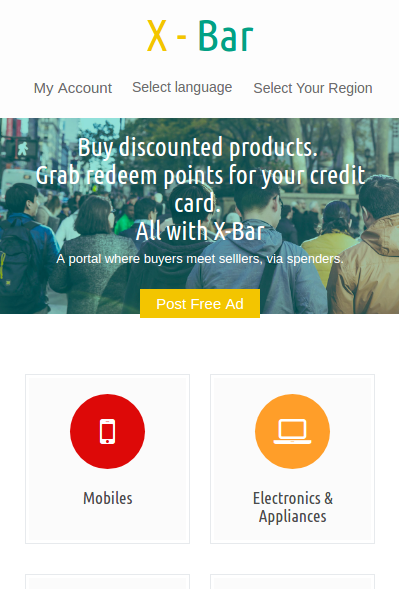 X - Bar
My Account Select language Select Your Region
Buy discounted products.
Grab redeem points for your credit
card.
All with X-Bar
A portal where buyers meet selllers, via spenders.
Post Free Ad
Mobiles
Electronics &
Appliances